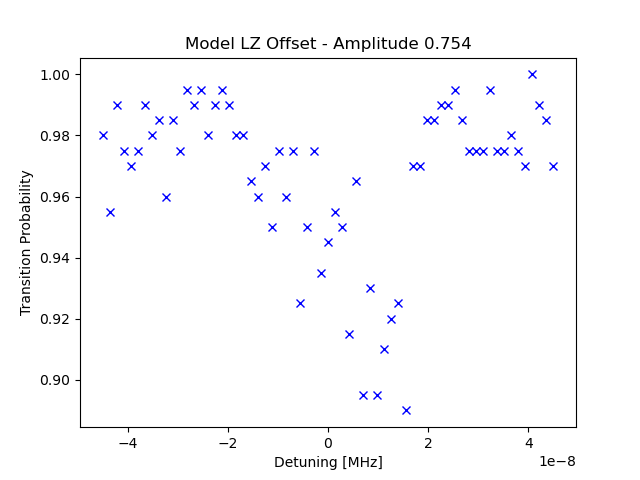 Model LZ Offset - Amplitude 0.754
Transition Probability
1.00
0.98
0.96
0.94
0.92
0.90
−4
−2
0
2
4
1e−8
Detuning [MHz]